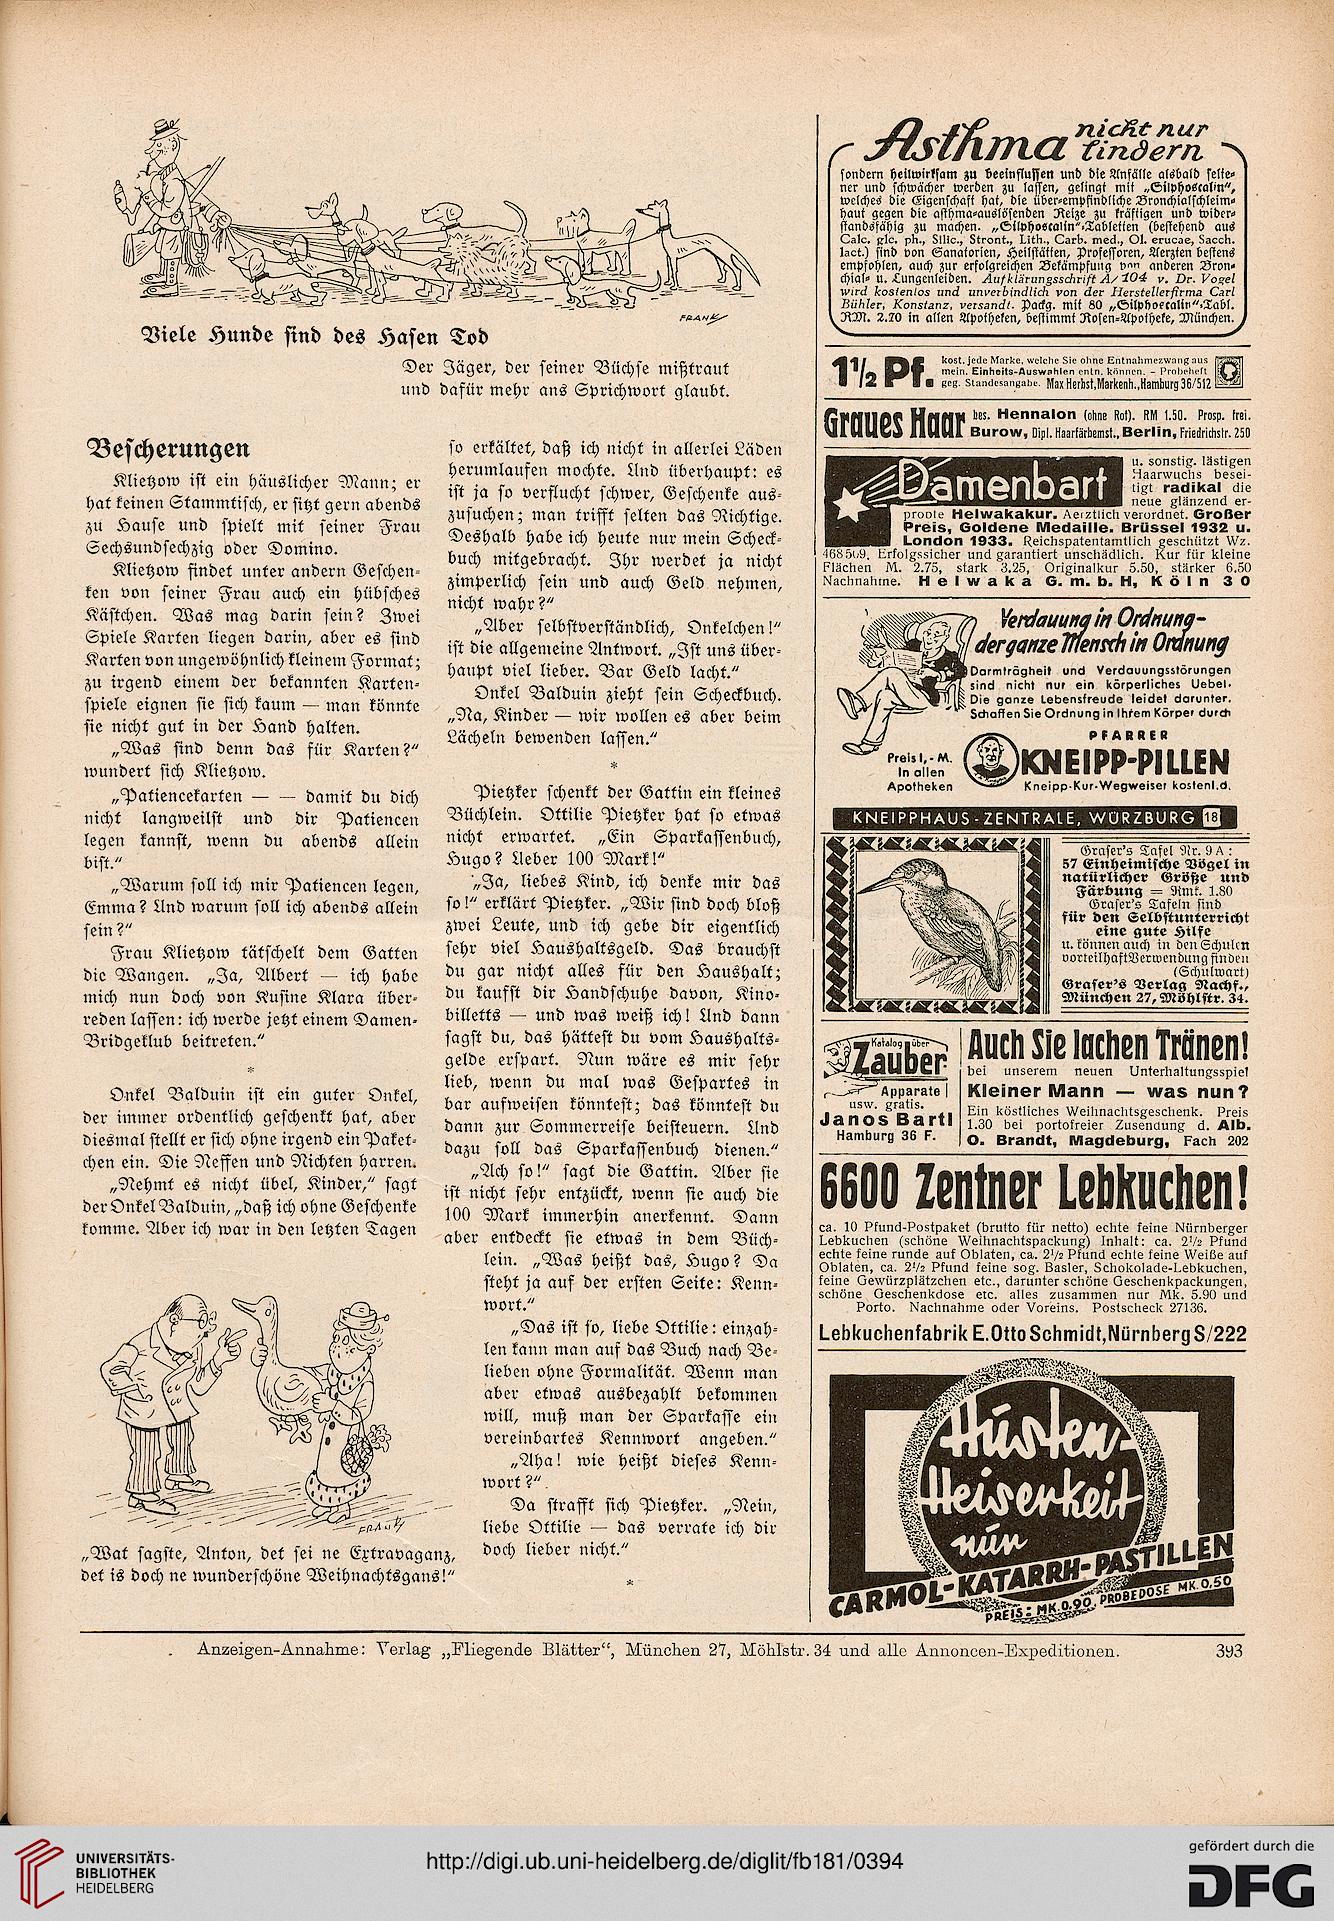 FRANK
Viele Hunde sind des Hasen Tod
Der Jäger, der seiner Büchse mißtraut
und dafür mehr ans Sprichwort glaubt.
Bescherungen
Klietzow ist ein häuslicher Mann; er
hat keinen Stammtisch, er sitzt gern abends
zu Hause und spielt mit seiner Frau
Sechsundsechzig oder Domino.
Klietzow findet unter andern Geschen-
ken von seiner Frau auch ein hübsches
Kästchen. Was mag darin sein? Zwei
Spiele Karten liegen darin, aber es sind
Karten von ungewöhnlich kleinem Format;
zu irgend einem der bekannten Karten-
spiele eignen sie sich kaum — man könnte
sie nicht gut in der Hand halten.
„Was sind denn das für Karten?“
wundert sich Klietzow.
„Patiencekarten — — damit du dich
nicht langweilst und dir Patiencen
legen kannst, wenn du abends allein
bist.“
„Warum soll ich mir Patiencen legen,
Emma? Und warum soll ich abends allein
sein?“
Frau Klietzow tätschelt dem Gatten
die Wangen. „Ja, Albert — ich habe
mich nun doch von Kusine Klara über-
reden lassen: ich werde jetzt einem Damen-
Bridgeklub beitreten.“
*
Onkel Balduin ist ein guter Onkel,
der immer ordentlich geschenkt hat, aber
diesmal stellt er sich ohne irgend ein Paket-
chen ein. Die Neffen und Nichten harren.
„Nehmt es nicht übel, Kinder,“ sagt
der Onkel Balduin, „daß ich ohne Geschenke
komme. Aber ich war in den letzten Tagen
so erkältet, daß ich nicht in allerlei Läden
herumlaufen mochte. Und überhaupt: es
ist ja so verflucht schwer, Geschenke aus-
zusuchen; man trifft selten das Richtige.
Deshalb habe ich heute nur mein Scheck-
buch mitgebracht. Ihr werdet ja nicht
zimperlich sein und auch Geld nehmen,
nicht wahr?“
„Aber selbstverständlich, Onkelchen!“
ist die allgemeine Antwort. „Ist uns über-
haupt viel lieber. Bar Geld lacht.“
Onkel Balduin zieht sein Scheckbuch.
„Na, Kinder — wir wollen es aber beim
Lächeln bewenden lassen.“
*
Pietzker schenkt der Gattin ein kleines
Büchlein. Ottilie Pietzker hat so etwas
nicht erwartet. „Ein Sparkassenbuch,
Hugo? Ueber 100 Mark!“
„Ja, liebes Kind, ich denke mir das
so!“ erklärt Pietzker. „Wir sind doch bloß
zwei Leute, und ich gebe dir eigentlich
sehr viel Haushaltsgeld. Das brauchst
du gar nicht alles für den Haushalt;
du kaufst dir Handschuhe davon, Kino-
billetts — und was weiß ich! Und dann
sagst du, das hättest du vom Haushalts-
gelde erspart. Nun wäre es mir sehr
lieb, wenn du mal was Gespartes in
bar aufweisen könntest; das könntest du
dann zur Sommerreise beisteuern. Und
dazu soll das Sparkassenbuch dienen.“
„Ach so!“ sagt die Gattin. Aber sie
ist nicht sehr entzückt, wenn sie auch die
100 Mark immerhin anerkennt. Dann
aber entdeckt sie etwas in dem Büch-
lein. „Was heißt das, Hugo? Da
steht ja auf der ersten Seite: Kenn-
wort.“
„Das ist so, liebe Ottilie: einzah-
len kann man auf das Buch nach Be-
lieben ohne Formalität. Wenn man
aber etwas ausbezahlt bekommen
will, muß man der Sparkasse ein
vereinbartes Kennwort angeben.“
„Aha! wie heißt dieses Kenn-
wort?“
Da strafft sich Pietzker. „Nein,
liebe Ottilie — das verrate ich dir
doch lieber nicht.“
*
FRANK
„Wat sagste, Anton, det sei ne Extravaganz,
det is doch ne wunderschöne Weihnachtsgans!“
Asthma nicht nur
lindern
sondern heilwirksam zu beeinflussen und die Anfälle alsbald selte-
ner und schwächer werden zu lassen, gelingt mit „Silphoscalin“,
welches die Eigenschaft hat, die über-empfindliche Bronchialschleim-
haut gegen die asthma-auslösenden Reize zu kräftigen und wider-
standsfähig zu machen. „Silphoscalin“-Tabletten (bestehend aus
Calc. glc. ph., Silic., Stront., Lith., Carb. med., Ol. erucae, Sacch.
lact.) sind von Sanatorien, Heilstätten, Professoren, Aerzten bestens
empfohlen, auch zur erfolgreichen Bekämpfung von anderen Bron-
chial- u. Lungenleiden. Aufklärungsschrift A/104 v. Dr. Vogel
wird kostenlos und unverbindlich von der Herstellerfirma Carl
Bühler, Konstanz, versandt. Packg. mit 80 „Silphoscalin“-Tabl.
RM. 2.70 in allen Apotheken, bestimmt Rosen-Apotheke, München.
1½ Pf. kost. jede Marke, welche Sie ohne Entnahmezwang aus
mein. Einheits-Auswahlen entn. können. - Probeheft
geg. Standesangabe. Max Herbst, Markenh., Hamburg 36/512
Graues Haar bes. Hennalon (ohne Rot). RM 1.50. Prosp. frei.
Burow, Dipl. Haarfärbemst., Berlin, Friedrichstr. 250
Damenbart u. sonstig. lästigen
Haarwuchs besei-
tigt radikal die
neue glänzend er-
probte Helwakakur. Aerztlich verordnet. Großer
Preis, Goldene Medaille. Brüssel 1932 u.
London 1933. Reichspatentamtlich geschützt Wz.
468509. Erfolgssicher und garantiert unschädlich. Kur für kleine
Flächen M. 2.75, stark 3.25, Originalkur 5.50, stärker 6.50
Nachnahme. Helwaka G.m.b.H, Köln 30
Verdauung in Ordnung-
der ganze Mensch in Ordnung
Darmträgheit und Verdauungsstörungen
sind nicht nur ein körperliches Uebel.
Die ganze Lebensfreude leidet darunter.
Schaffen Sie Ordnung in Ihrem Körper durch
PFARRER
KNEIPP-PILLEN
Preis 1,- M.
In allen
Apotheken
Kneipp-Kur-Wegweiser kostenl.d.
KNEIPPHAUS-ZENTRALE, WÜRZBURG 18
Graser's Tafel Nr. 9 A:
57 Einheimische Vögel in
natürlicher Größe und
Färbung = Rmk. 1.80
Graser's Tafeln sind
für den Selbstunterricht
eine gute Hilfe
u. können auch in den Schulen
vorteilhaft Verwendung finden
(Schulwart)
Graser's Verlag Nachf.,
München 27, Möhlstr. 34.
Katalog über
Zauber-
Apparate
usw. gratis.
Janos Bartl
Hamburg 36 F.
Auch Sie lachen Tränen!
bei unserem neuen Unterhaltungsspiel
Kleiner Mann — was nun?
Ein köstliches Weihnachtsgeschenk. Preis
1.30 bei portofreier Zusendung d. Alb.
O. Brandt, Magdeburg, Fach 202
6600 Zentner Lebkuchen!
ca. 10 Pfund-Postpaket (brutto für netto) echte feine Nürnberger
Lebkuchen (schöne Weihnachtspackung) Inhalt: ca. 2½ Pfund
echte feine runde auf Oblaten, ca. 2½ Pfund echte feine Weiße auf
Oblaten, ca. 2½ Pfund feine sog. Basler, Schokolade-Lebkuchen,
feine Gewürzplätzchen etc., darunter schöne Geschenkpackungen,
schöne Geschenkdose etc. alles zusammen nur Mk. 5.90 und
Porto. Nachnahme oder Voreins. Postscheck 27136.
Lebkuchenfabrik E. Otto Schmidt, Nürnberg S/222
Husten-
Heiserkeit
nur
CARMOL-KATARRH-PASTILLEN
PREIS: MK.0.90, PROBEDOSE MK.0.50
Anzeigen-Annahme: Verlag „Fliegende Blätter“, München 27, Möhlstr. 34 und alle Annoncen-Expeditionen.
393
UNIVERSITÄTS-
BIBLIOTHEK
HEIDELBERG
http://digi.ub.uni-heidelberg.de/diglit/fb181/0394
gefördert durch die
DFG